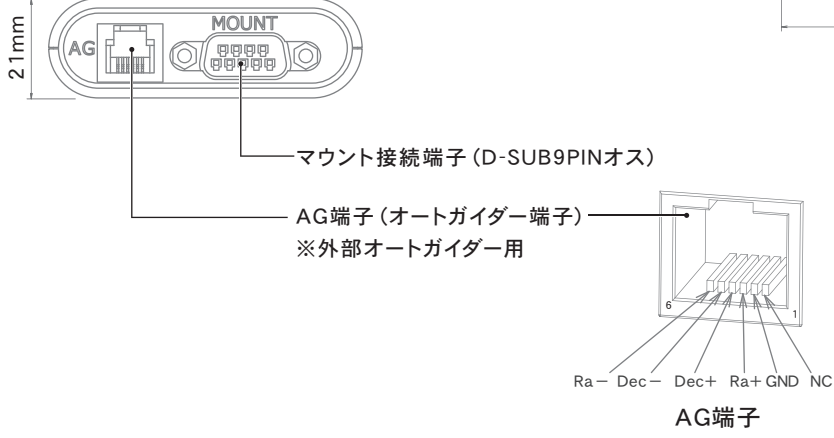 MOUNT
AG
21mm
マウント接続端子(D-SUB9PINオス)
AG端子(オートガイダー端子)
※外部オートガイダー用
6
1
Ra− Dec− Dec+ Ra+ GND NC
AG端子